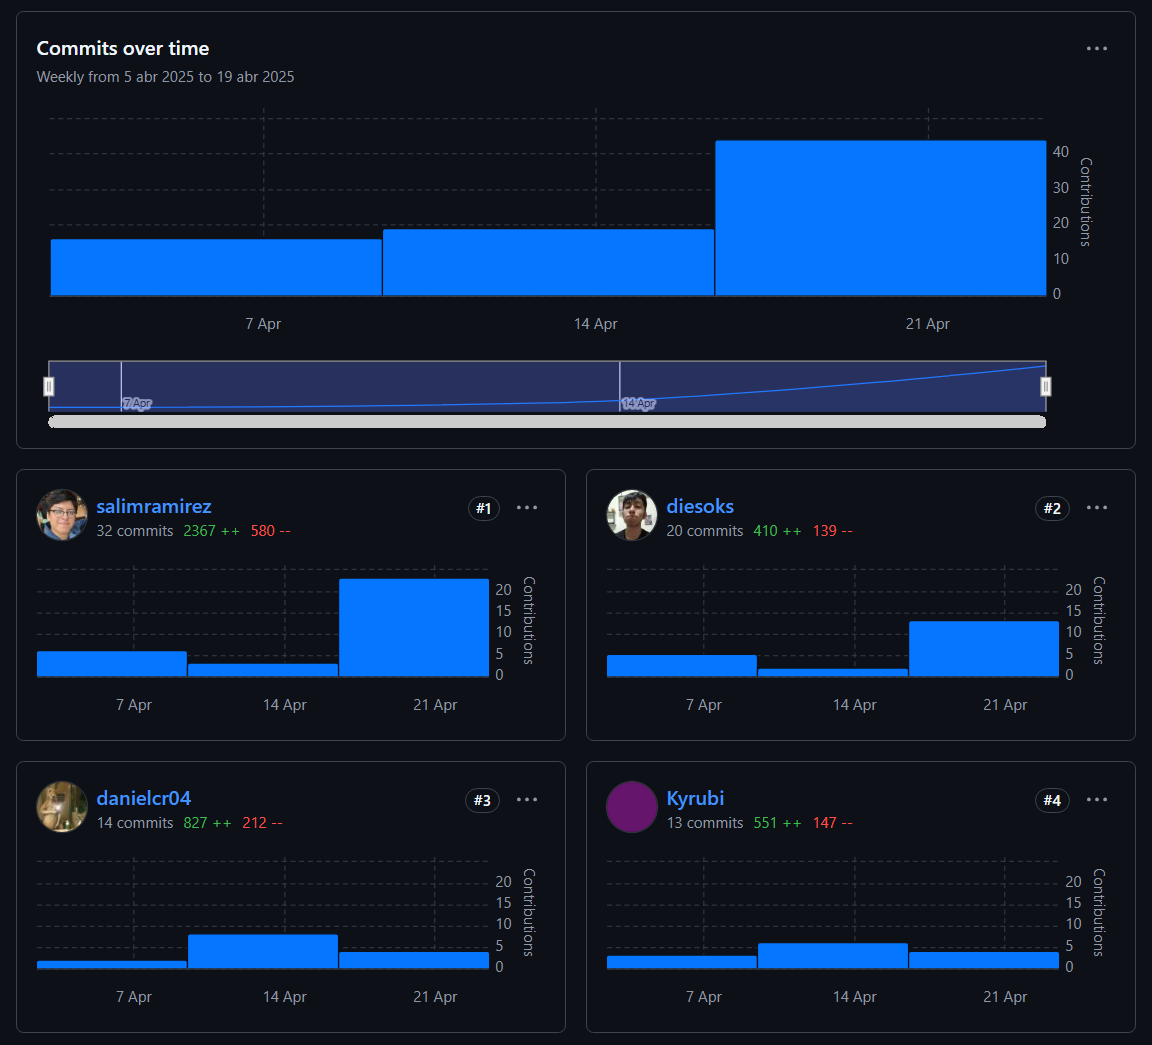 Commits over time
Weekly from 5 abr 2025 to 19 abr 2025
40
30
20
10
0
Contributions
7 Apr 14 Apr 21 Apr
7 Apr 14 Apr
salimramirez #1
32 commits 2367 ++ 580 --
20
15
10
5
0
Contributions
7 Apr 14 Apr 21 Apr
diesoks #2
20 commits 410 ++ 139 --
20
15
10
5
0
Contributions
7 Apr 14 Apr 21 Apr
danielcr04 #3
14 commits 827 ++ 212 --
20
15
10
5
0
Contributions
7 Apr 14 Apr 21 Apr
Kyrubi #4
13 commits 551 ++ 147 --
20
15
10
5
0
Contributions
7 Apr 14 Apr 21 Apr